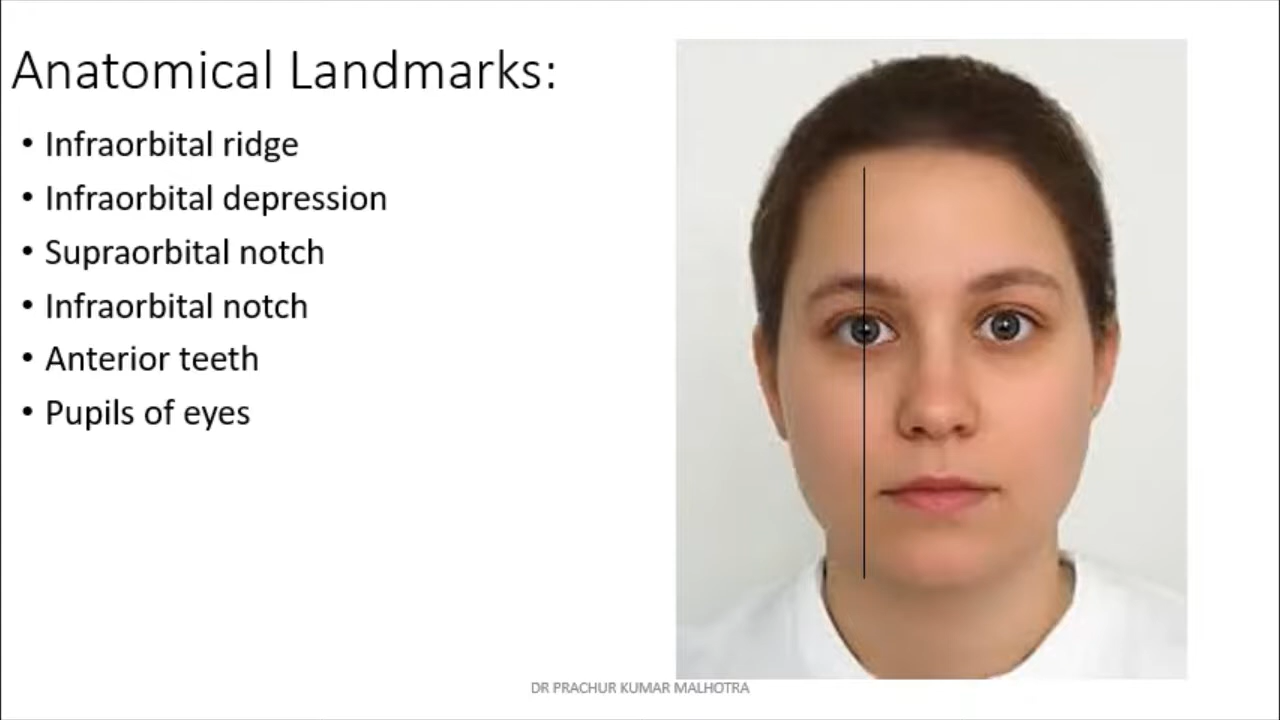 Anatomical Landmarks:
• Infraorbital ridge
• Infraorbital depression
• Supraorbital notch
• Infraorbital notch
• Anterior teeth
• Pupils of eyes
DR PRACHUR KUMAR MALHOTRA